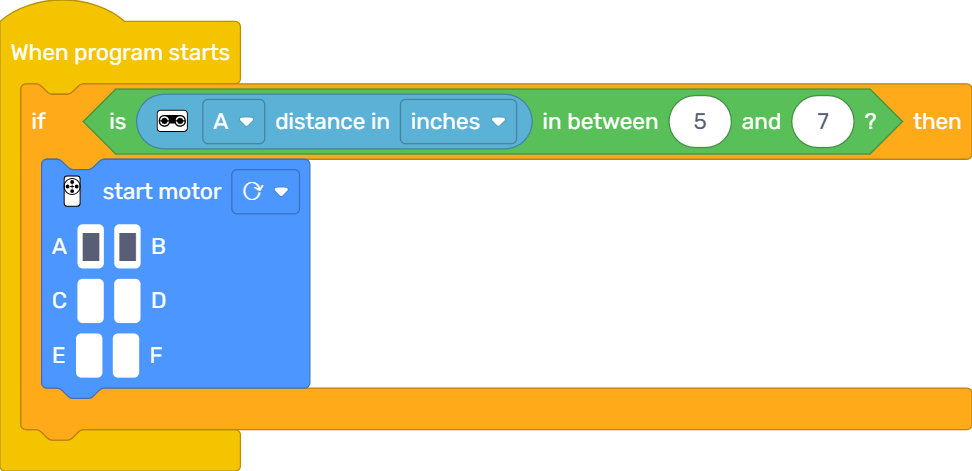 When program starts
if is A distance in inches in between 5 and 7 ? then
start motor
A B
C D
E F